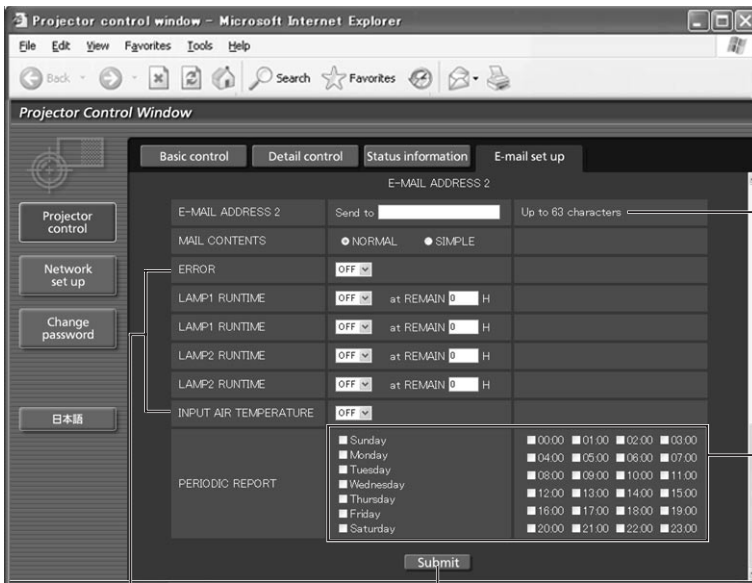 Projector control window - Microsoft Internet Explorer
File Edit View Favorites Tools Help
Back Search Favorites
Projector Control Window
Basic control Detail control Status information E-mail set up
E-MAIL ADDRESS 2
Projector control
Network set up
Change password
日本語
E-MAIL ADDRESS 2 Send to Up to 63 characters
MAIL CONTENTS NORMAL SIMPLE
ERROR OFF
LAMP1 RUNTIME OFF at REMAIN 0 H
LAMP1 RUNTIME OFF at REMAIN 0 H
LAMP2 RUNTIME OFF at REMAIN 0 H
LAMP2 RUNTIME OFF at REMAIN 0 H
INPUT AIR TEMPERATURE OFF
PERIODIC REPORT
Sunday
Monday
Tuesday
Wednesday
Thursday
Friday
Saturday
00:00 01:00 02:00 03:00
04:00 05:00 06:00 07:00
08:00 09:00 10:00 11:00
12:00 13:00 14:00 15:00
16:00 17:00 18:00 19:00
20:00 21:00 22:00 23:00
Submit